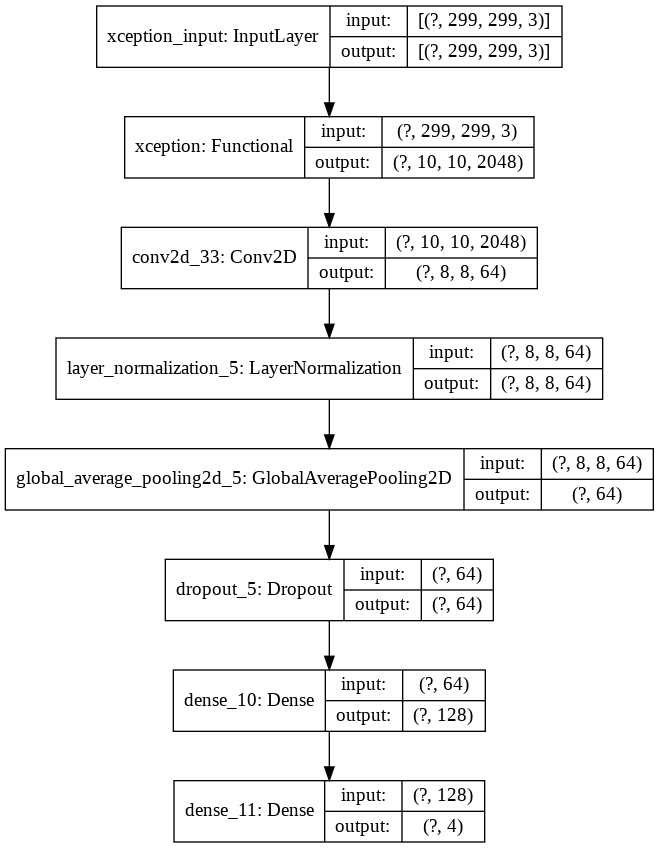 xception_input: InputLayer
input: [(?, 299, 299, 3)]
output: [(?, 299, 299, 3)]
xception: Functional
input: (?, 299, 299, 3)
output: (?, 10, 10, 2048)
conv2d_33: Conv2D
input: (?, 10, 10, 2048)
output: (?, 8, 8, 64)
layer_normalization_5: LayerNormalization
input: (?, 8, 8, 64)
output: (?, 8, 8, 64)
global_average_pooling2d_5: GlobalAveragePooling2D
input: (?, 8, 8, 64)
output: (?, 64)
dropout_5: Dropout
input: (?, 64)
output: (?, 64)
dense_10: Dense
input: (?, 64)
output: (?, 128)
dense_11: Dense
input: (?, 128)
output: (?, 4)